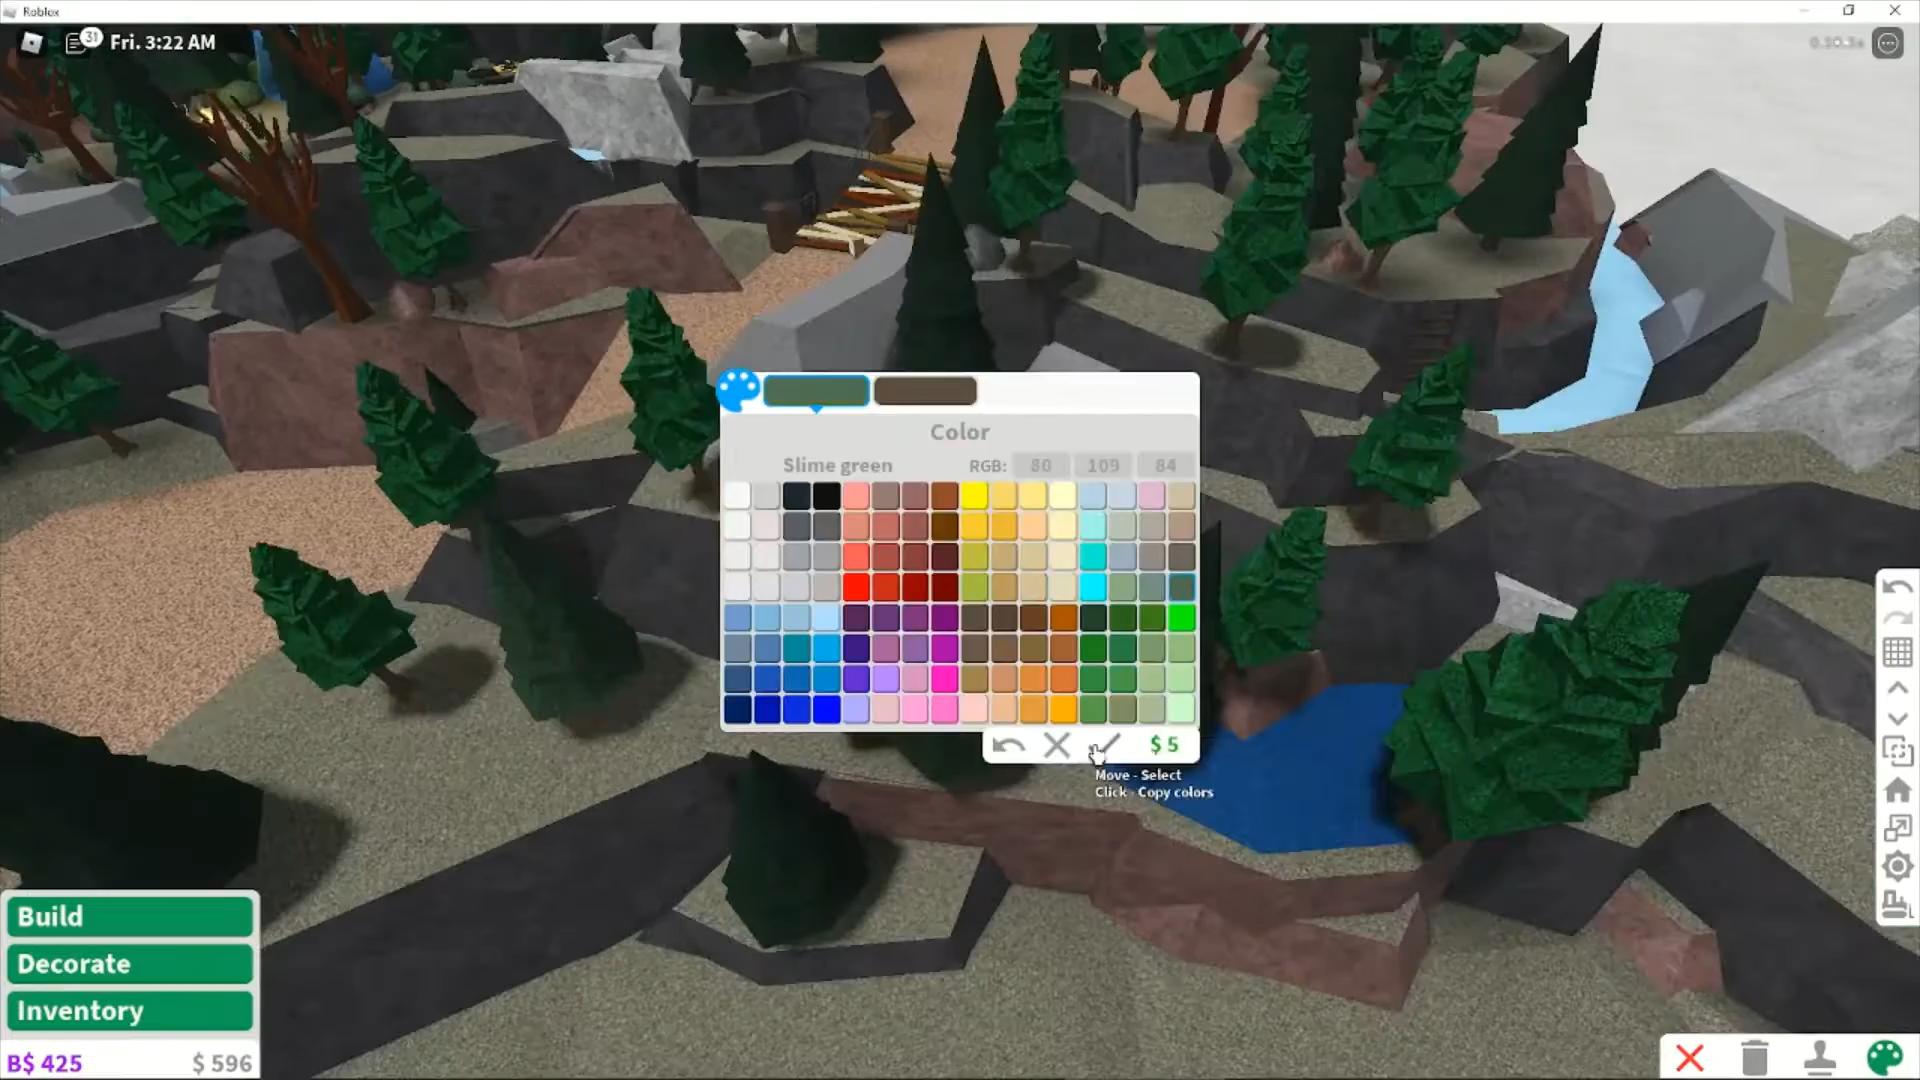 Roblox
31
Fri. 3:22 AM
Color
Slime green RGB: 80 109 84
$ 5
Move - Select
Click - Copy colors
Build
Decorate
Inventory
B$ 425 $ 596